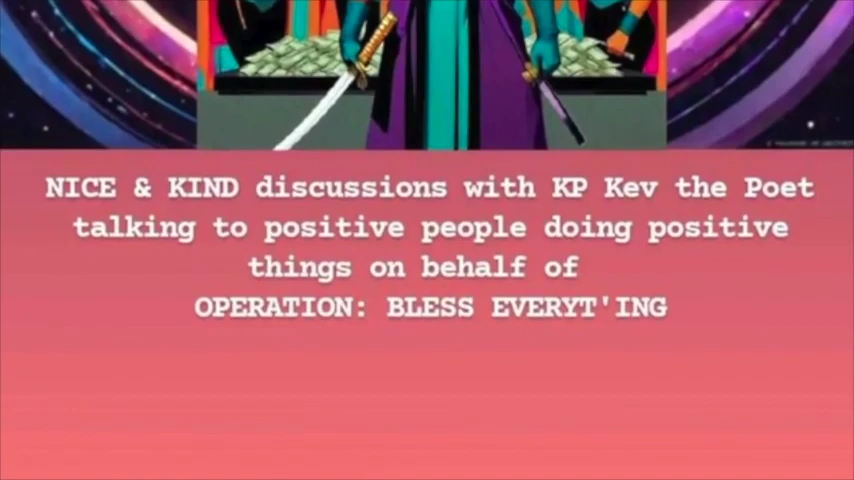 NICE & KIND discussions with KP Kev the Poet
talking to positive people doing positive
things on behalf of
OPERATION: BLESS EVERYT'ING